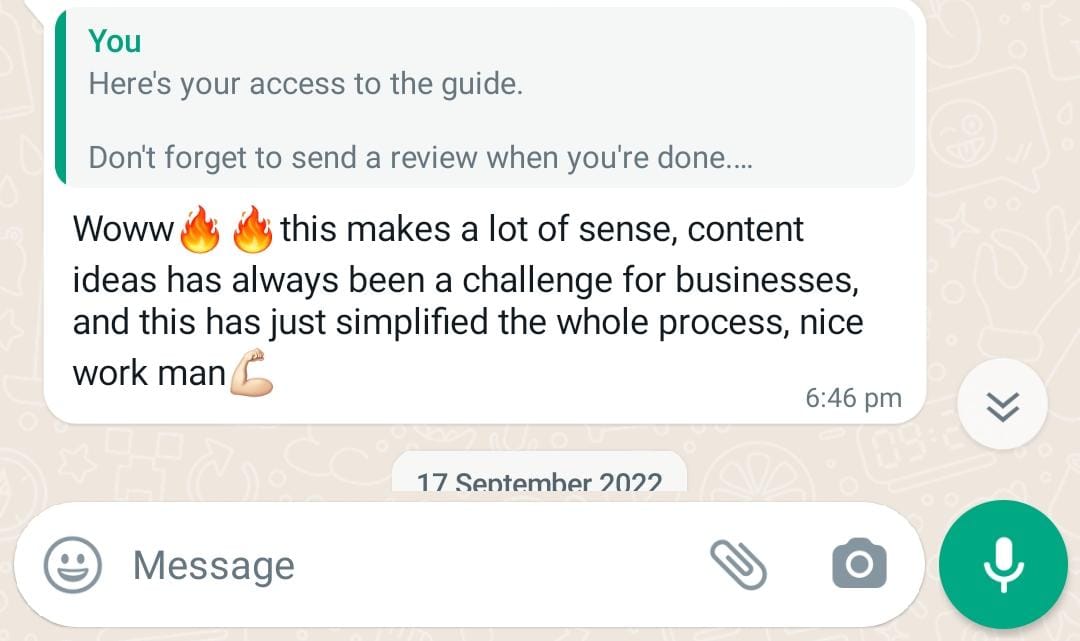 You
Here's your access to the guide.
Don't forget to send a review when you're done....
Woww🔥🔥this makes a lot of sense, content
ideas has always been a challenge for businesses,
and this has just simplified the whole process, nice
work man💪🏻
6:46 pm
17 September 2022
Message